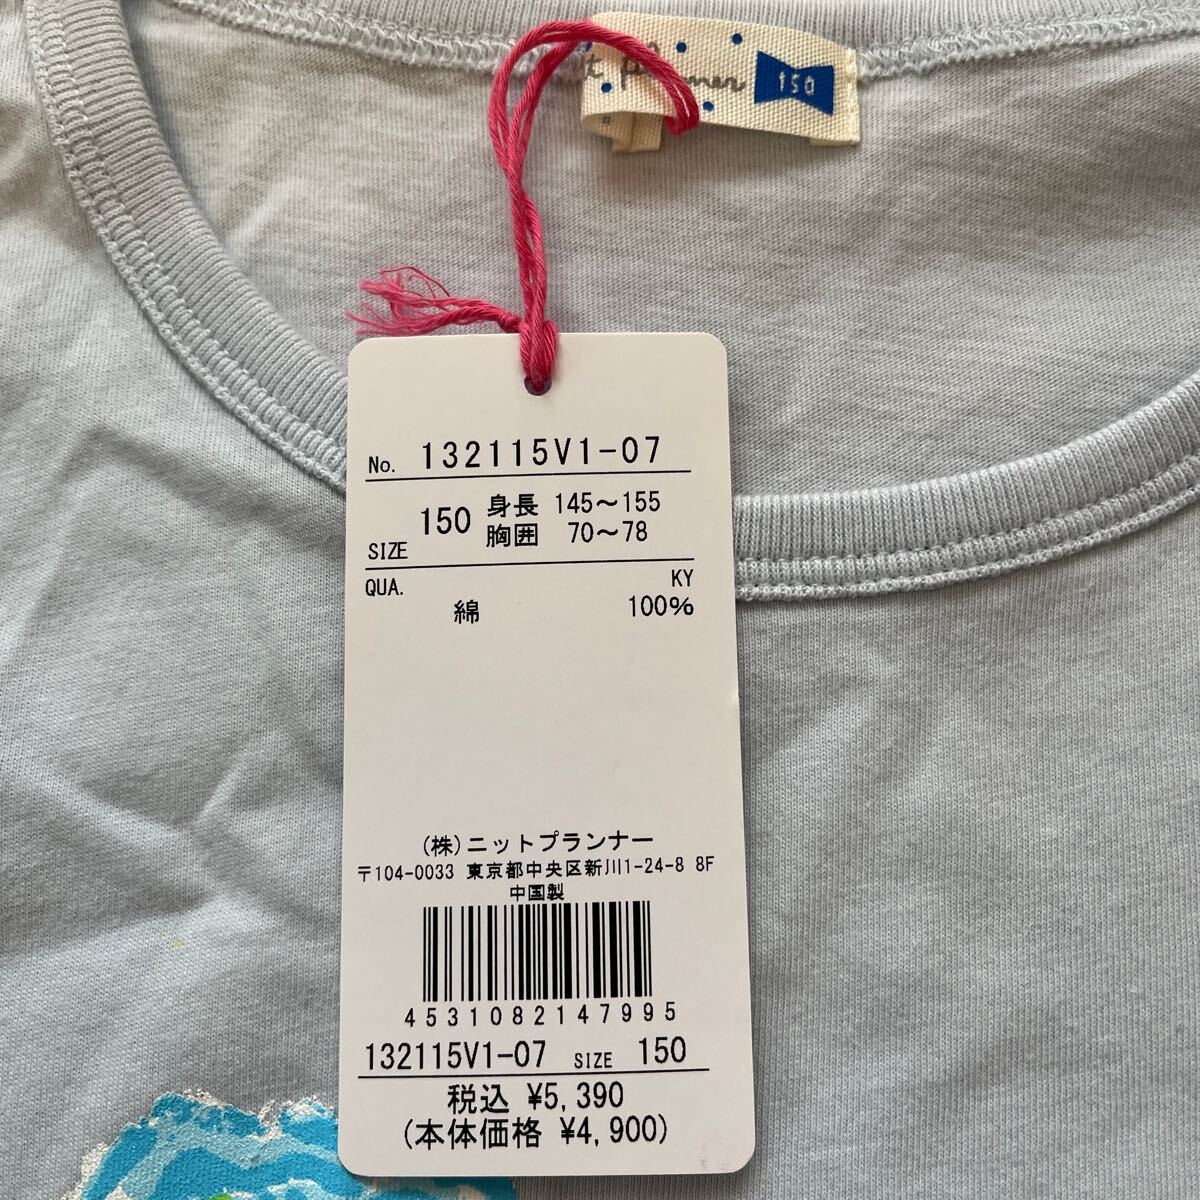 150
No. 132115V1-07
SIZE 150 身長 145〜155
胸囲 70〜78
QUA. KY
綿 100%
(株)ニットプランナー
〒104-0033 東京都中央区新川1-24-8 8F
中国製
4531082147995
132115V1-07 SIZE 150
税込 ¥5,390
(本体価格 ¥4,900)